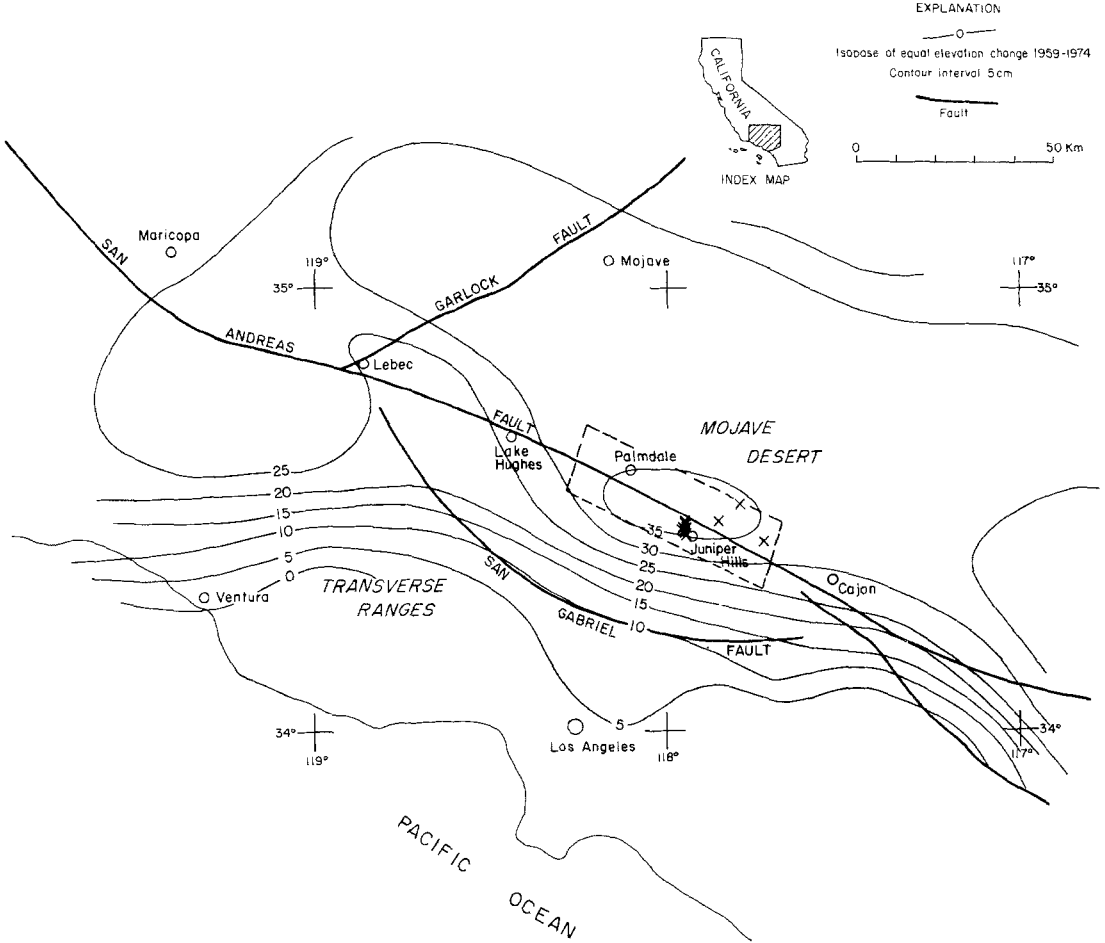 EXPLANATION
0
Isobase of equal elevation change 1959-1974
Contour interval 5cm
Fault
0 50 Km
CALIFORNIA
INDEX MAP
Maricopa
SAN
ANDREAS
FAULT
GARLOCK
FAULT
Mojave
119°
35°
117°
35°
Lebec
Lake
Hughes
Palmdale
MOJAVE
DESERT
25
20
15
10
5
0
35
30
25
20
15
10
5
Juniper
Hills
Cajon
SAN
GABRIEL
FAULT
TRANSVERSE
RANGES
Ventura
Los Angeles
34°
119°
118°
34°
117°
PACIFIC
OCEAN